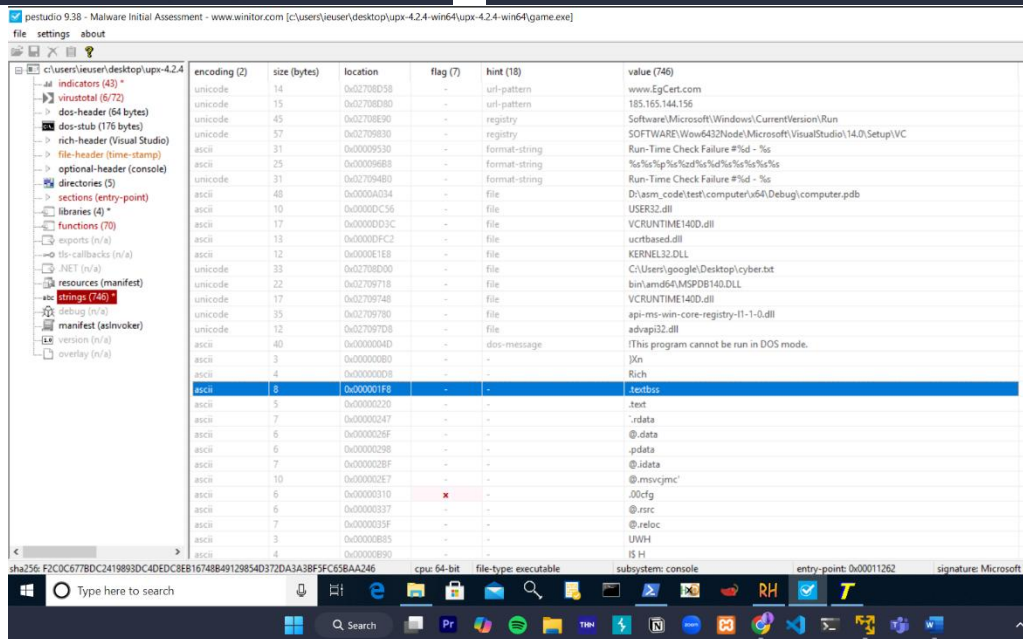 pestudio 9.38 - Malware Initial Assessment - www.winitor.com [c:\users\ieuser\desktop\upx-4.2.4-win64\upx-4.2.4-win64\game.exe]
file settings about
c:\users\ieuser\desktop\upx-4.2.4
indicators (43) *
virustotal (6/72)
dos-header (64 bytes)
dos-stub (176 bytes)
rich-header (Visual Studio)
file-header (time-stamp)
optional-header (console)
directories (5)
sections (entry-point)
libraries (4) *
functions (70)
exports (n/a)
tls-callbacks (n/a)
.NET (n/a)
resources (manifest)
abc strings (746) *
debug (n/a)
manifest (asInvoker)
1.0 version (n/a)
overlay (n/a)
encoding (2) size (bytes) location flag (7) hint (18) value (746)
unicode 14 0x02708D58 - url-pattern www.EgCert.com
unicode 15 0x02708D80 - url-pattern 185.165.144.156
unicode 45 0x02708E90 - registry Software\Microsoft\Windows\CurrentVersion\Run
unicode 57 0x02709830 - registry SOFTWARE\Wow6432Node\Microsoft\VisualStudio\14.0\Setup\VC
ascii 31 0x00009530 - format-string Run-Time Check Failure #%d - %s
ascii 25 0x000096B8 - format-string %s%s%p%s%zd%s%d%s%s%s%s%s
unicode 31 0x027094B0 - format-string Run-Time Check Failure #%d - %s
ascii 48 0x0000A034 - file D:\asm_code\test\computer\x64\Debug\computer.pdb
ascii 10 0x0000DC56 - file USER32.dll
ascii 17 0x0000DD3C - file VCRUNTIME140D.dll
ascii 13 0x0000DFC2 - file ucrtbased.dll
ascii 12 0x0000E1E8 - file KERNEL32.DLL
unicode 33 0x02708D00 - file C:\Users\google\Desktop\cyber.txt
unicode 22 0x02709718 - file bin\amd64\MSPDB140.DLL
unicode 17 0x02709748 - file VCRUNTIME140D.dll
unicode 35 0x02709780 - file api-ms-win-core-registry-l1-1-0.dll
unicode 12 0x027097D8 - file advapi32.dll
ascii 40 0x0000004D - dos-message !This program cannot be run in DOS mode.
ascii 3 0x000000B0 - - }Xn
ascii 4 0x000000D8 - - Rich
ascii 8 0x000001F8 - - .textbss
ascii 5 0x00000220 - - .text
ascii 7 0x00000247 - - `.rdata
ascii 6 0x0000026F - - @.data
ascii 6 0x00000298 - - .pdata
ascii 7 0x000002BF - - @.idata
ascii 10 0x000002E7 - - @.msvcjmc`
ascii 6 0x00000310 x - .00cfg
ascii 6 0x00000337 - - @.rsrc
ascii 7 0x0000035F - - @.reloc
ascii 3 0x00000B85 - - UWH
ascii 4 0x00000B90 - -
sha256: F2C0C677BDC2419893DC4DEDC8EB16748B49129854D372DA3A3BF5FC65BAA246 cpu: 64-bit file-type: executable subsystem: console entry-point: 0x00011262 signature: Microsoft
Type here to search
RH
T
Search
Pr
THN